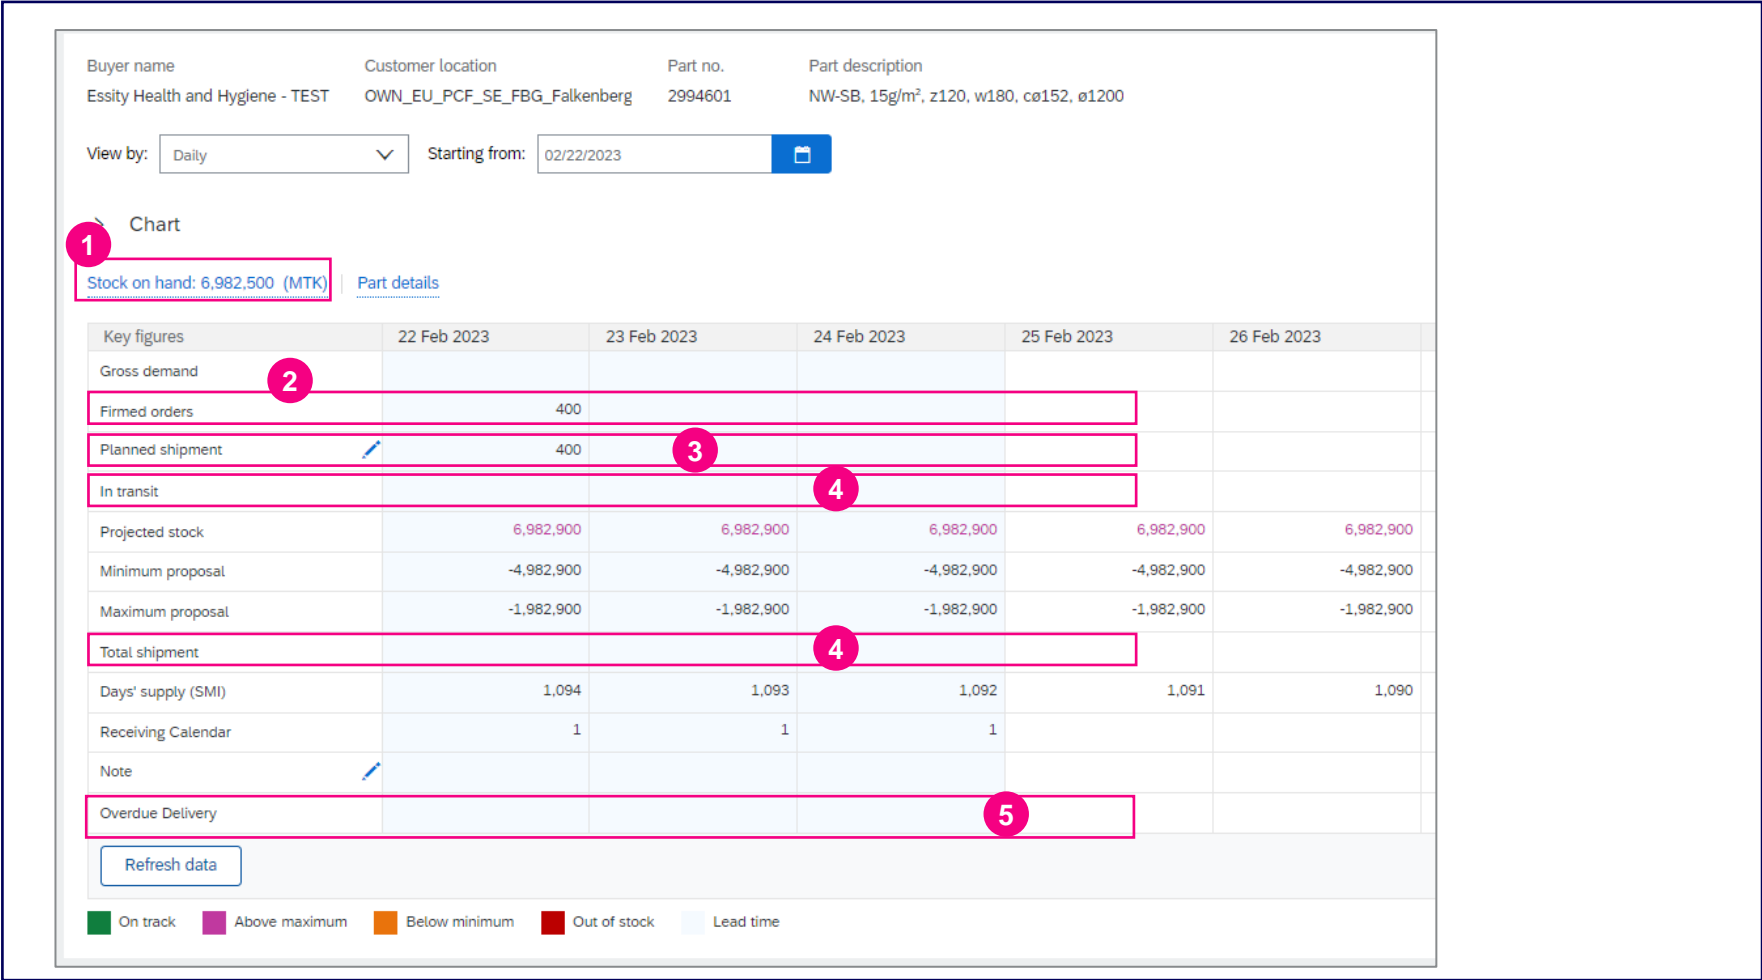 Buyer name Customer location Part no. Part description
Essity Health and Hygiene - TEST OWN_EU_PCF_SE_FBG_Falkenberg 2994601 NW-SB, 15g/m², z120, w180, cø152, ø1200
View by: Daily Starting from: 02/22/2023
Chart
1
Stock on hand: 6,982,500 (MTK) Part details
Key figures 22 Feb 2023 23 Feb 2023 24 Feb 2023 25 Feb 2023 26 Feb 2023
Gross demand
2
Firmed orders 400
Planned shipment 400 3
In transit 4
Projected stock 6,982,900 6,982,900 6,982,900 6,982,900 6,982,900
Minimum proposal -4,982,900 -4,982,900 -4,982,900 -4,982,900 -4,982,900
Maximum proposal -1,982,900 -1,982,900 -1,982,900 -1,982,900 -1,982,900
Total shipment 4
Days' supply (SMI) 1,094 1,093 1,092 1,091 1,090
Receiving Calendar 1 1 1
Note
Overdue Delivery 5
Refresh data
On track Above maximum Below minimum Out of stock Lead time